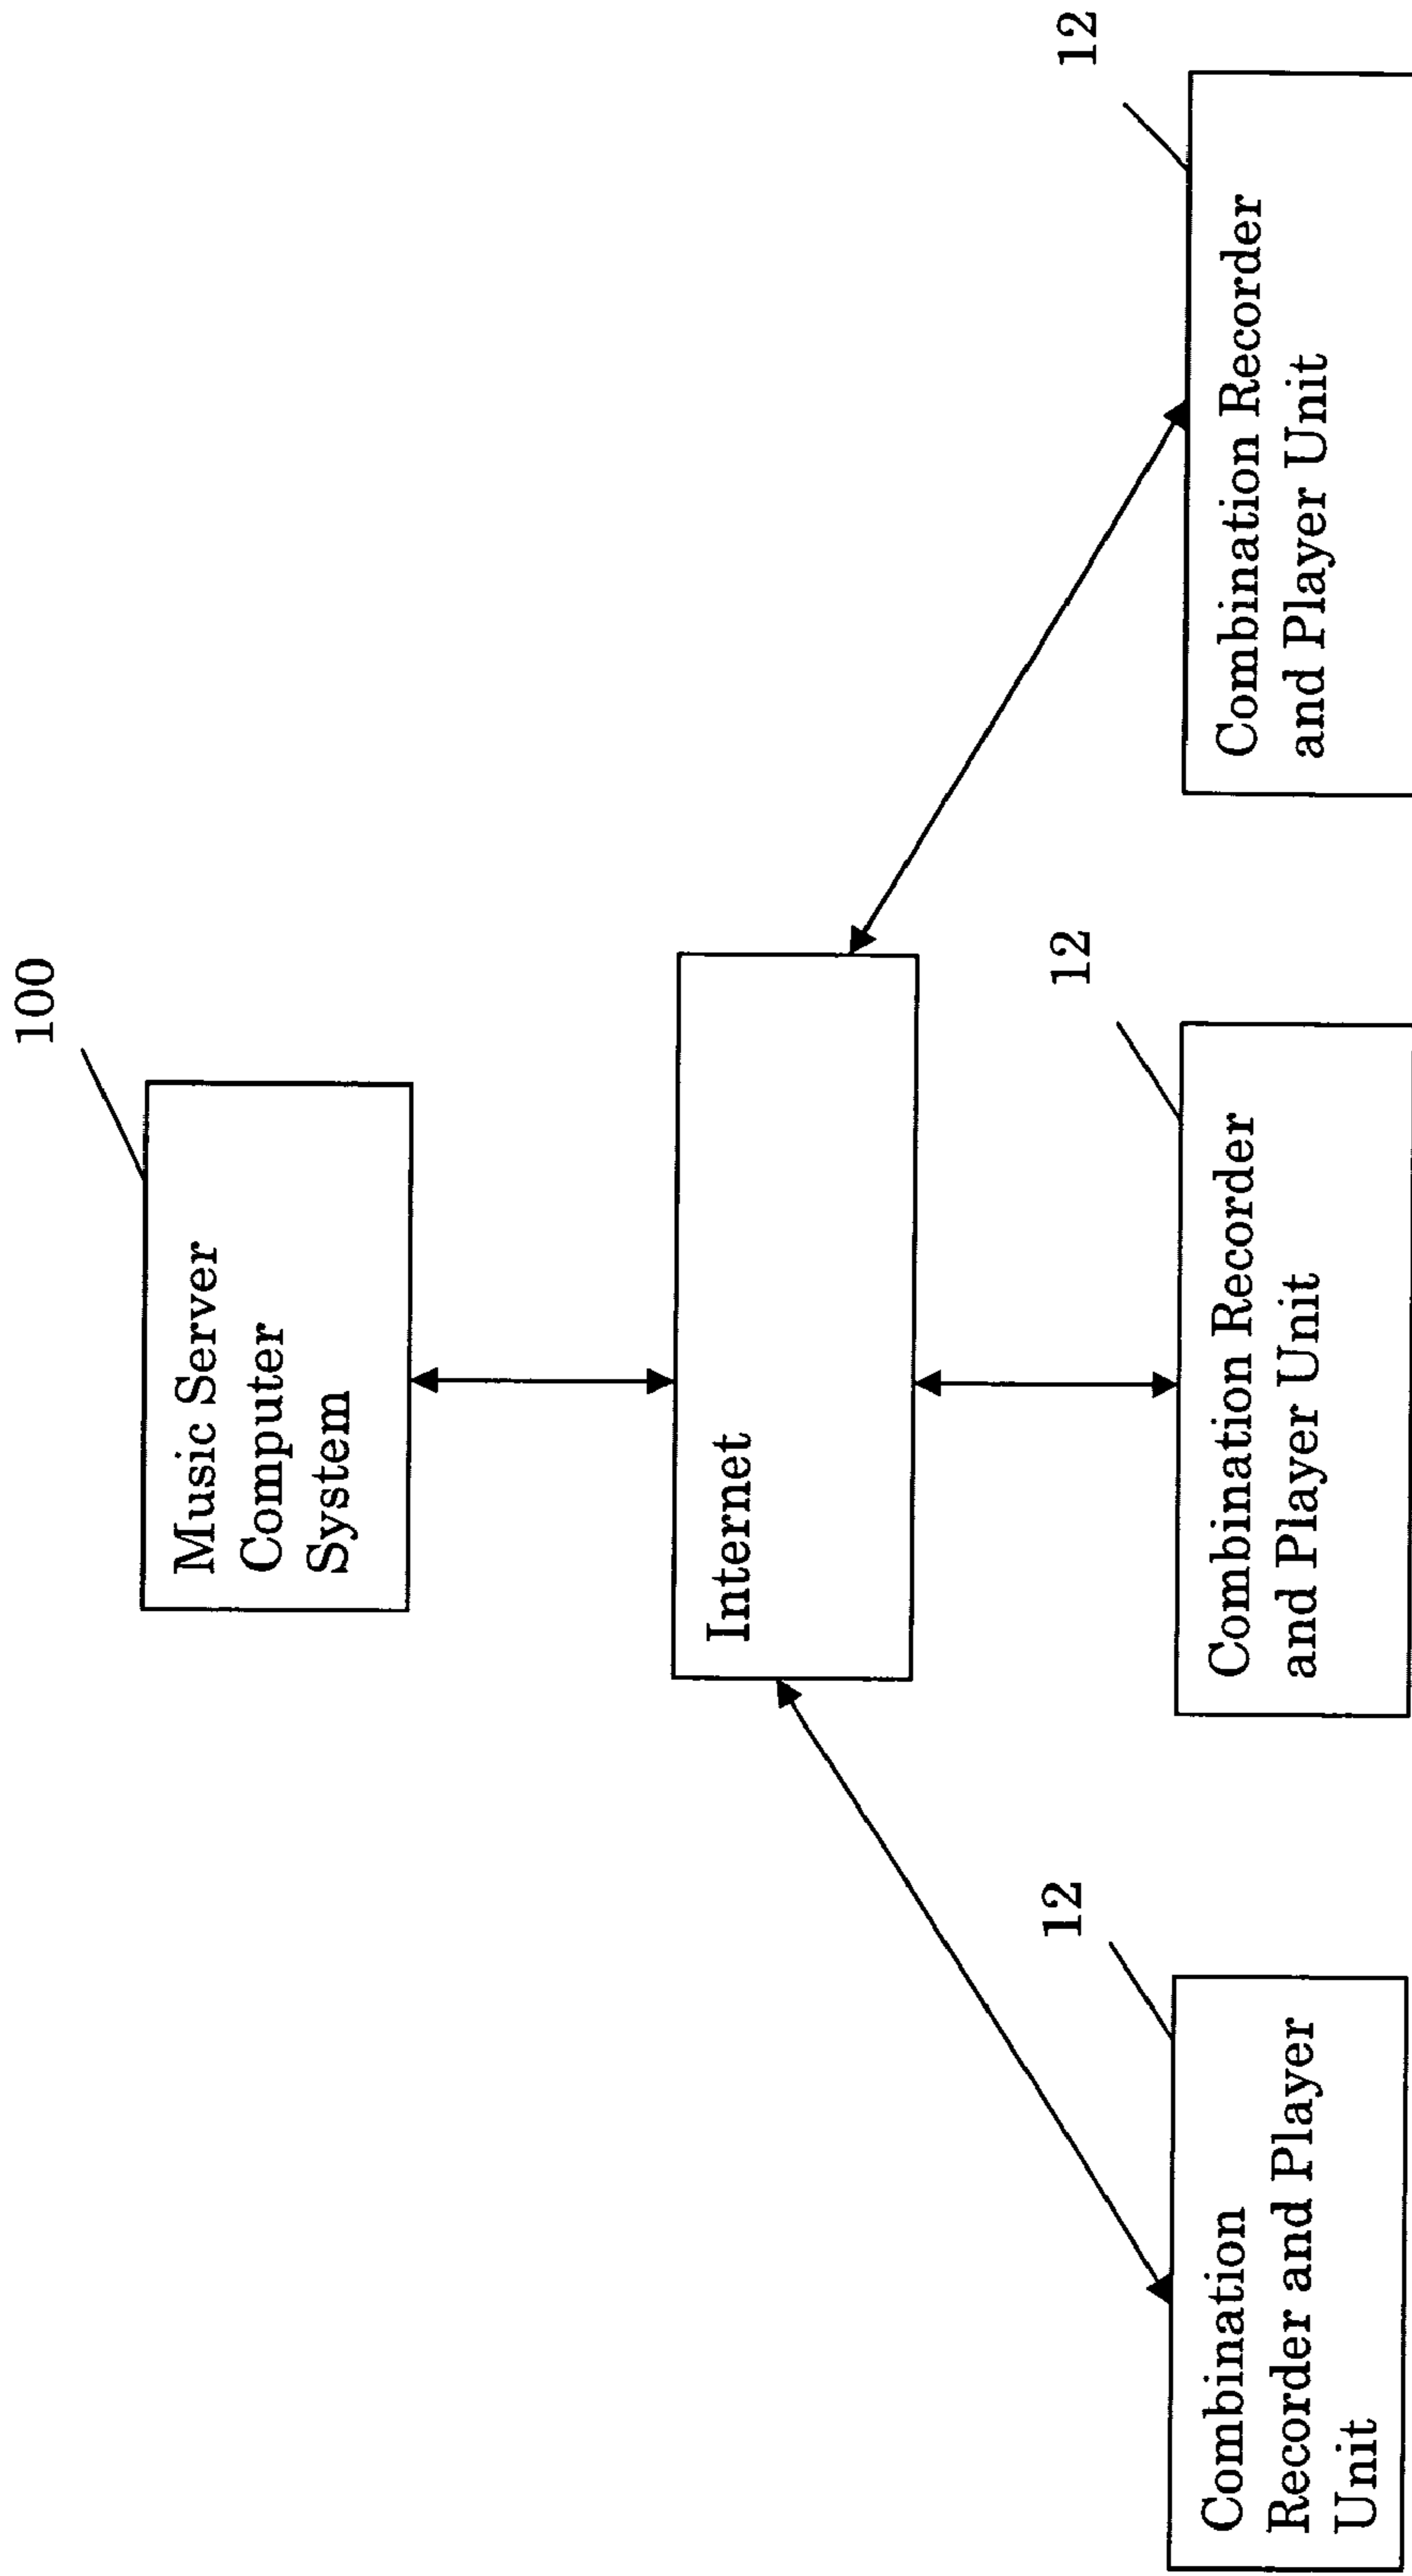 100
Music Server
Computer
System
Internet
12
Combination
Recorder and Player
Unit
12
Combination Recorder
and Player Unit
12
Combination Recorder
and Player Unit